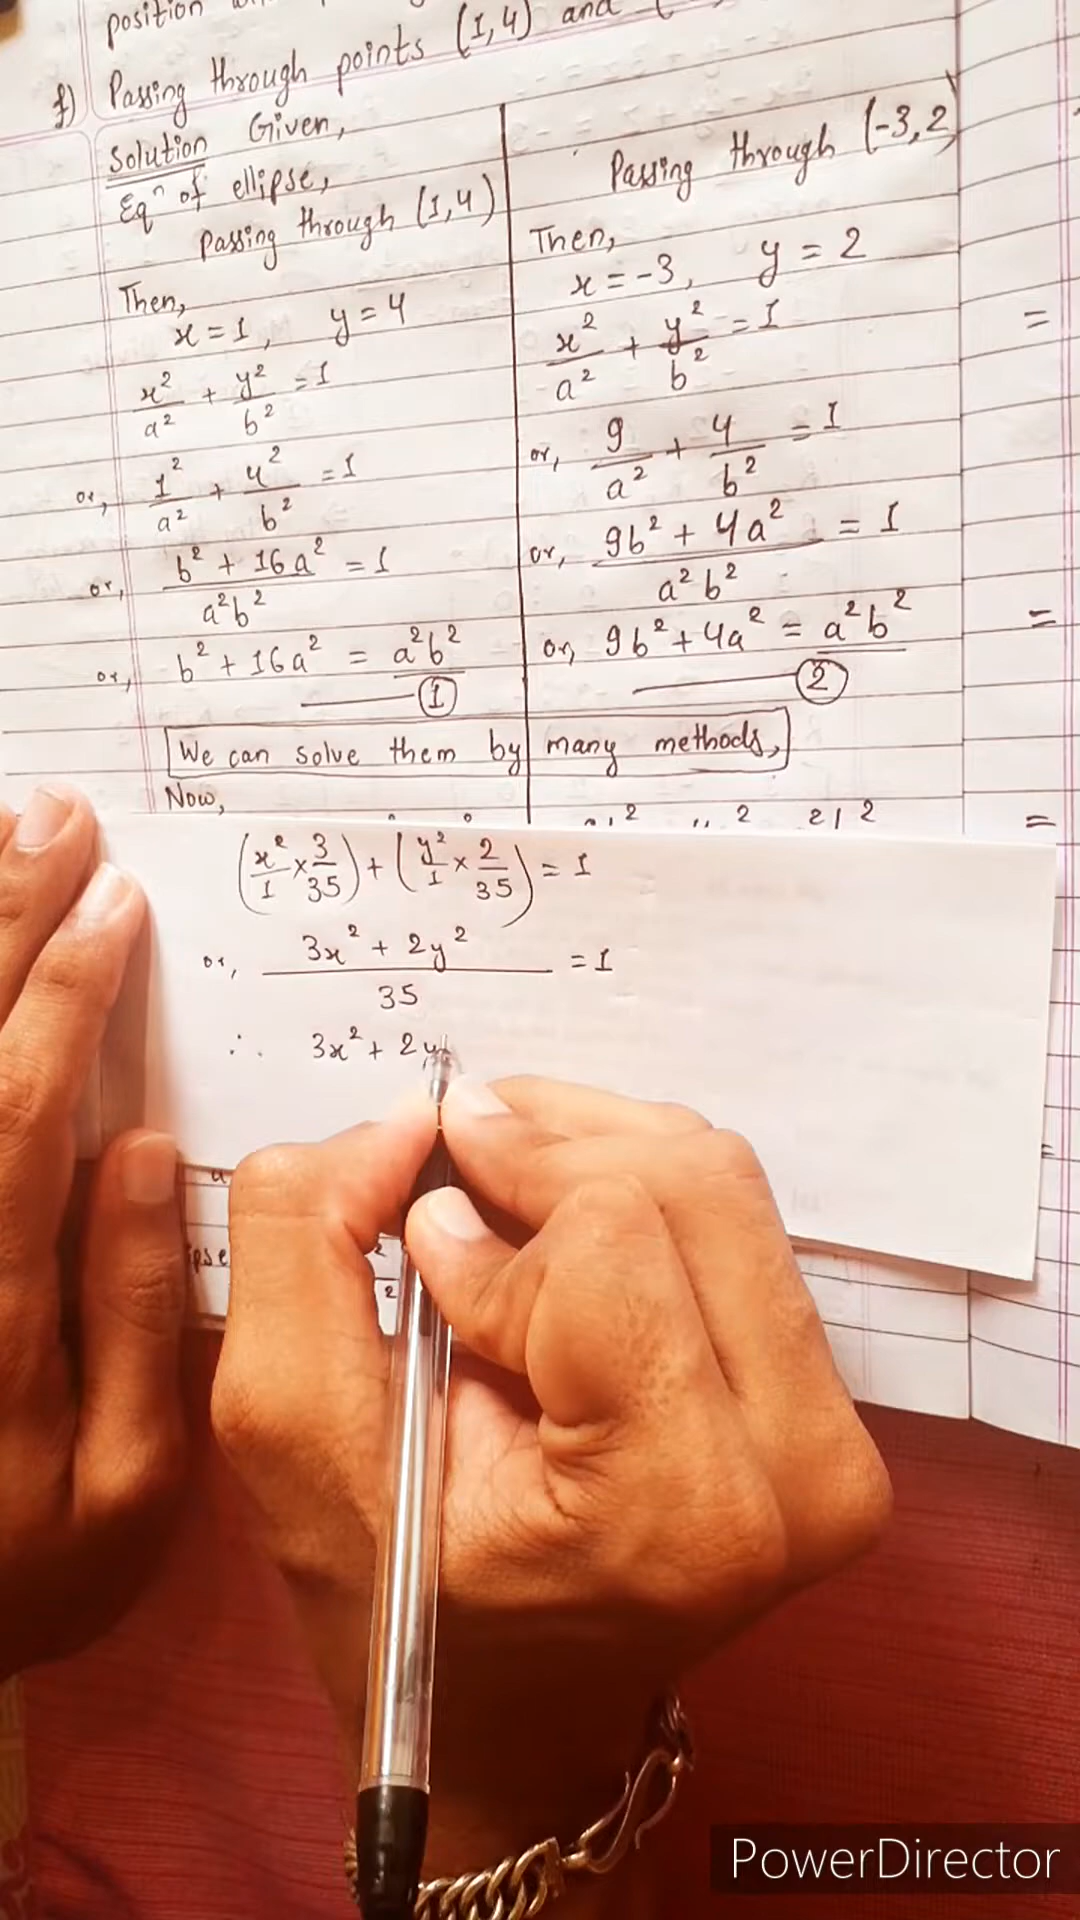 position
f) Passing through points (1,4) and (
Solution Given,
Eqⁿ of ellipse,
Passing through (1,4)
Then,
x = 1, y = 4
x²/a² + y²/b² = 1
or, 1²/a² + 4²/b² = 1
or, b² + 16a²/a²b² = 1
or, b² + 16a² = a²b²
①
Passing through (-3,2
Then,
x = -3, y = 2
x²/a² + y²/b² = 1
or, 9/a² + 4/b² = 1
or, 9b² + 4a²/a²b² = 1
or, 9b² + 4a² = a²b²
②
We can solve them by many methods,
Now,
(x²/1 × 3/35) + (y²/1 × 2/35) = 1
or, 3x² + 2y²/35 = 1
∴ 3x² + 2y
PowerDirector